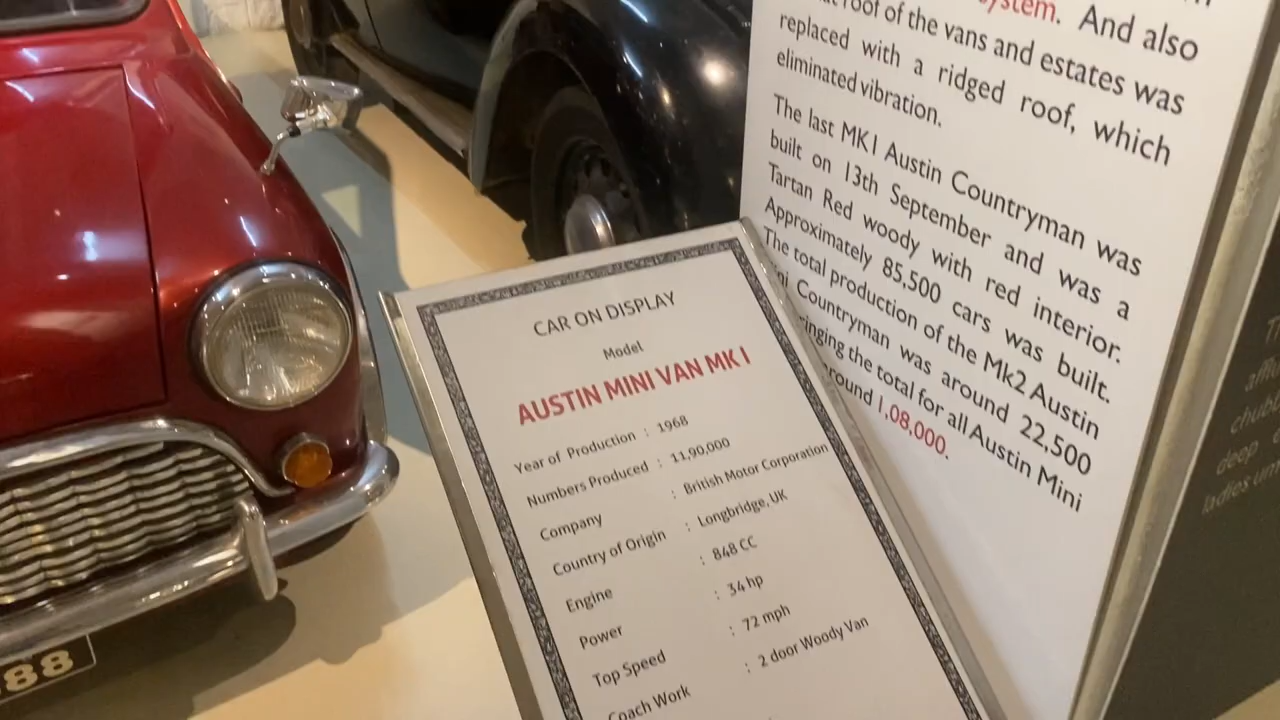 system. And also
roof of the vans and estates was
replaced with a ridged roof, which
eliminated vibration.
The last MK1 Austin Countryman was
built on 13th September and was a
Tartan Red woody with red interior.
Approximately 85,500 cars was built.
The total production of the Mk2 Austin
Countryman was around 22,500
the total for all Austin Mini
1,08,000.
CAR ON DISPLAY
Model
AUSTIN MINI VAN MK I
Year of Production : 1968
Numbers Produced : 11,90,000
Company : British Motor Corporation
Country of Origin : Longbridge, UK
Engine : 848 CC
Power : 34 hp
Top Speed : 72 mph
Coach Work : 2 door Woody Van
88